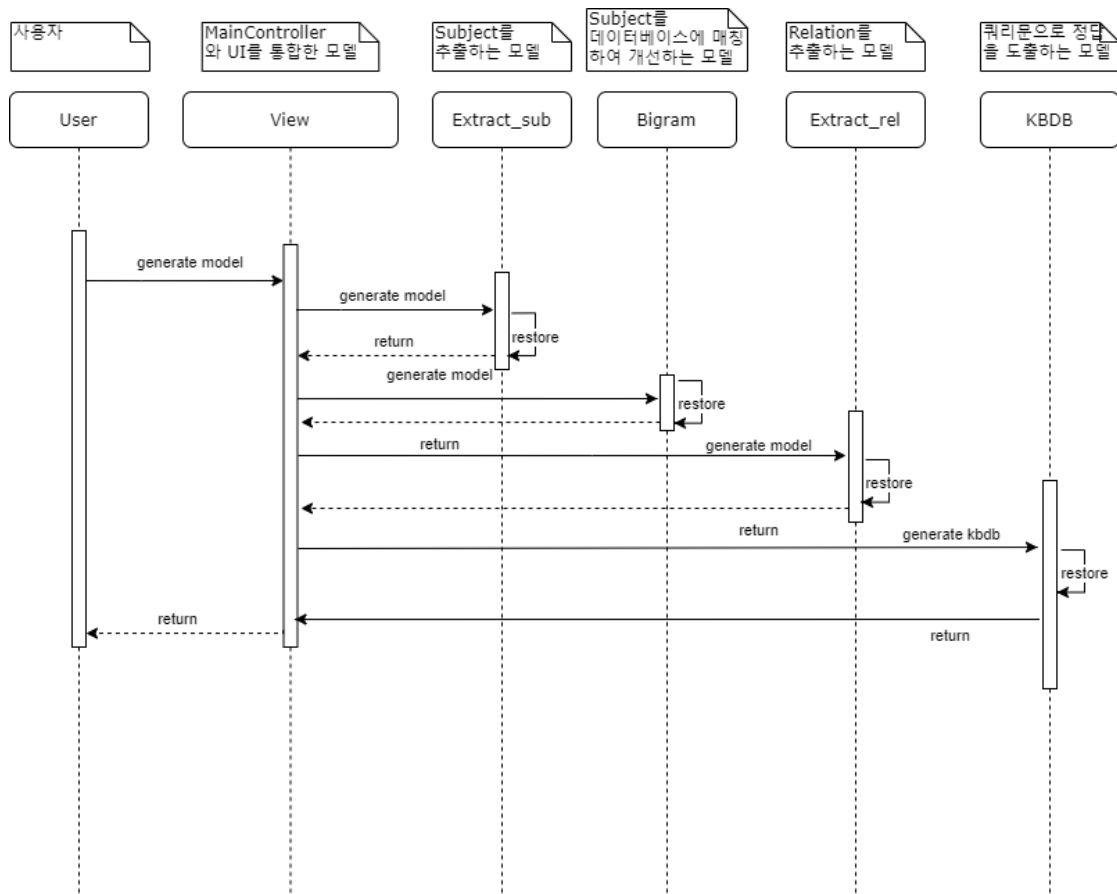 사용자
MainController
와 UI를 통합한 모델
Subject를
추출하는 모델
Subject를
데이터베이스에 매칭
하여 개선하는 모델
Relation를
추출하는 모델
쿼리문으로 정답
을 도출하는 모델
User
View
Extract_sub
Bigram
Extract_rel
KBDB
generate model
generate model
restore
return
generate model
restore
return
generate model
restore
return
generate kbdb
restore
return
return